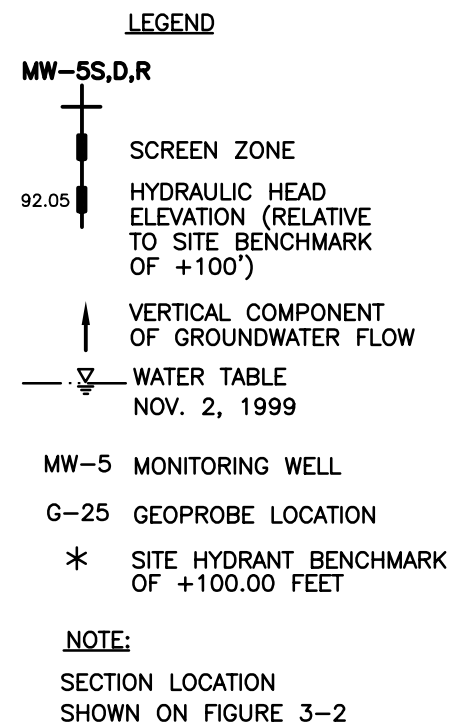 LEGEND
MW-5S,D,R
SCREEN ZONE
92.05 HYDRAULIC HEAD
ELEVATION (RELATIVE
TO SITE BENCHMARK
OF +100')
VERTICAL COMPONENT
OF GROUNDWATER FLOW
WATER TABLE
NOV. 2, 1999
MW-5 MONITORING WELL
G-25 GEOPROBE LOCATION
* SITE HYDRANT BENCHMARK
OF +100.00 FEET
NOTE:
SECTION LOCATION
SHOWN ON FIGURE 3-2